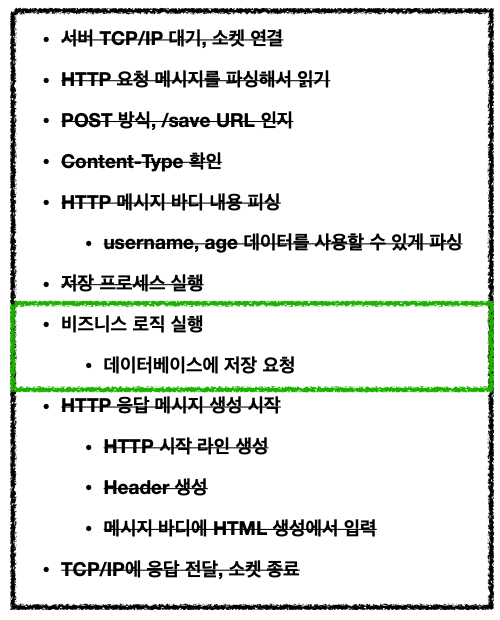 • 서버 TCP/IP 대기, 소켓 연결
• HTTP 요청 메시지를 파싱해서 읽기
• POST 방식, /save URL 인지
• Content-Type 확인
• HTTP 메시지 바디 내용 피싱
• username, age 데이터를 사용할 수 있게 파싱
• 저장 프로세스 실행
• 비즈니스 로직 실행
• 데이터베이스에 저장 요청
• HTTP 응답 메시지 생성 시작
• HTTP 시작 라인 생성
• Header 생성
• 메시지 바디에 HTML 생성에서 입력
• TCP/IP에 응답 전달, 소켓 종료